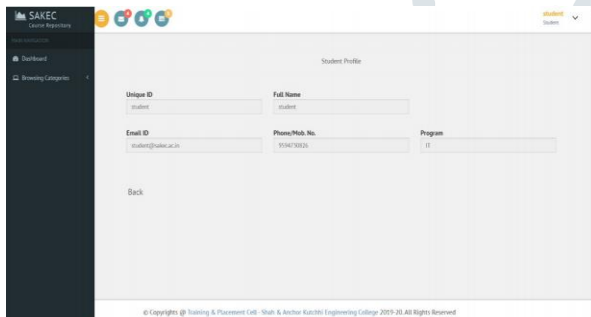 SAKEC
Course Repository
student
Student
MAIN NAVIGATION
Dashboard
Browsing Categories
Student Profile
Unique ID
Full Name
student
student
Email ID
Phone/Mob. No.
Program
student@sakec.ac.in
IT
Back
© Copyrights @ Training & Placement Cell - Shah & Anchor Kutchhi Engineering College 2019-20. All Rights Reserved